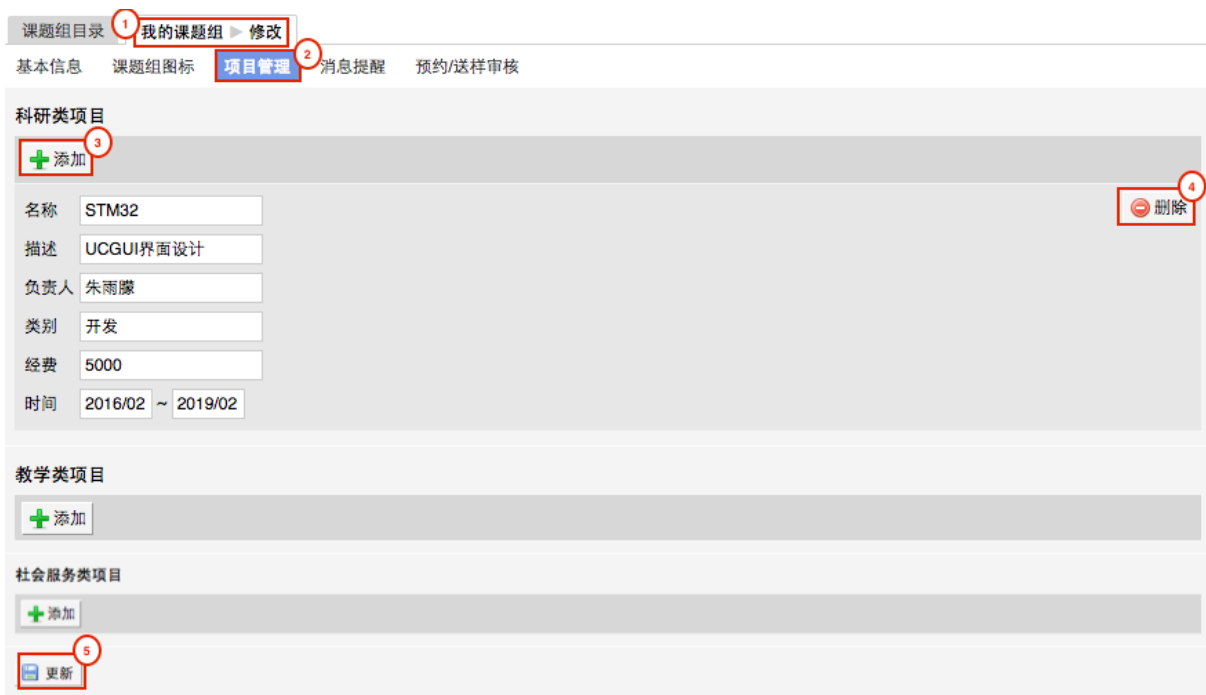 课题组目录 1 我的课题组 ▶ 修改
基本信息 课题组图标 项目管理 2 消息提醒 预约/送样审核
科研类项目
添加 3
4
名称 STM32 删除
描述 UCGUI界面设计
负责人 朱雨朦
类别 开发
经费 5000
时间 2016/02 ~ 2019/02
教学类项目
添加
社会服务类项目
添加
5
更新